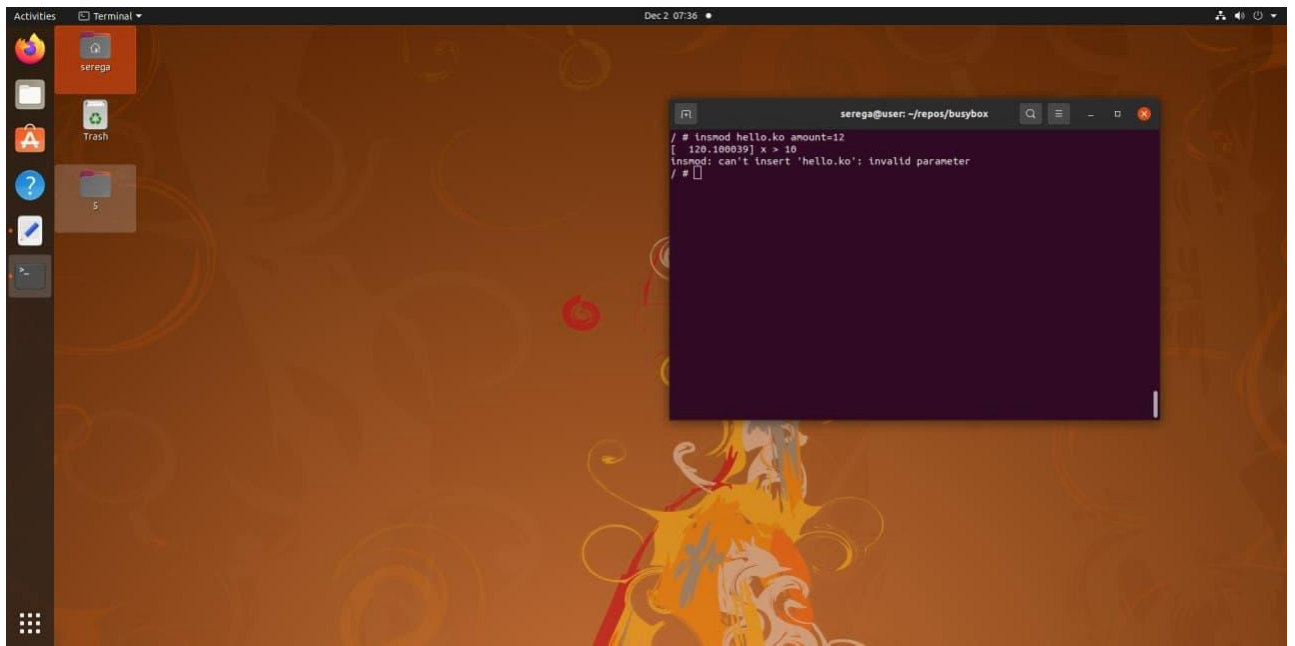 Activities Terminal Dec 2 07:36
serega
Trash
5
serega@user: ~/repos/busybox
/ # insmod hello.ko amount=12
[  120.100039] x > 10
insmod: can't insert 'hello.ko': invalid parameter
/ #